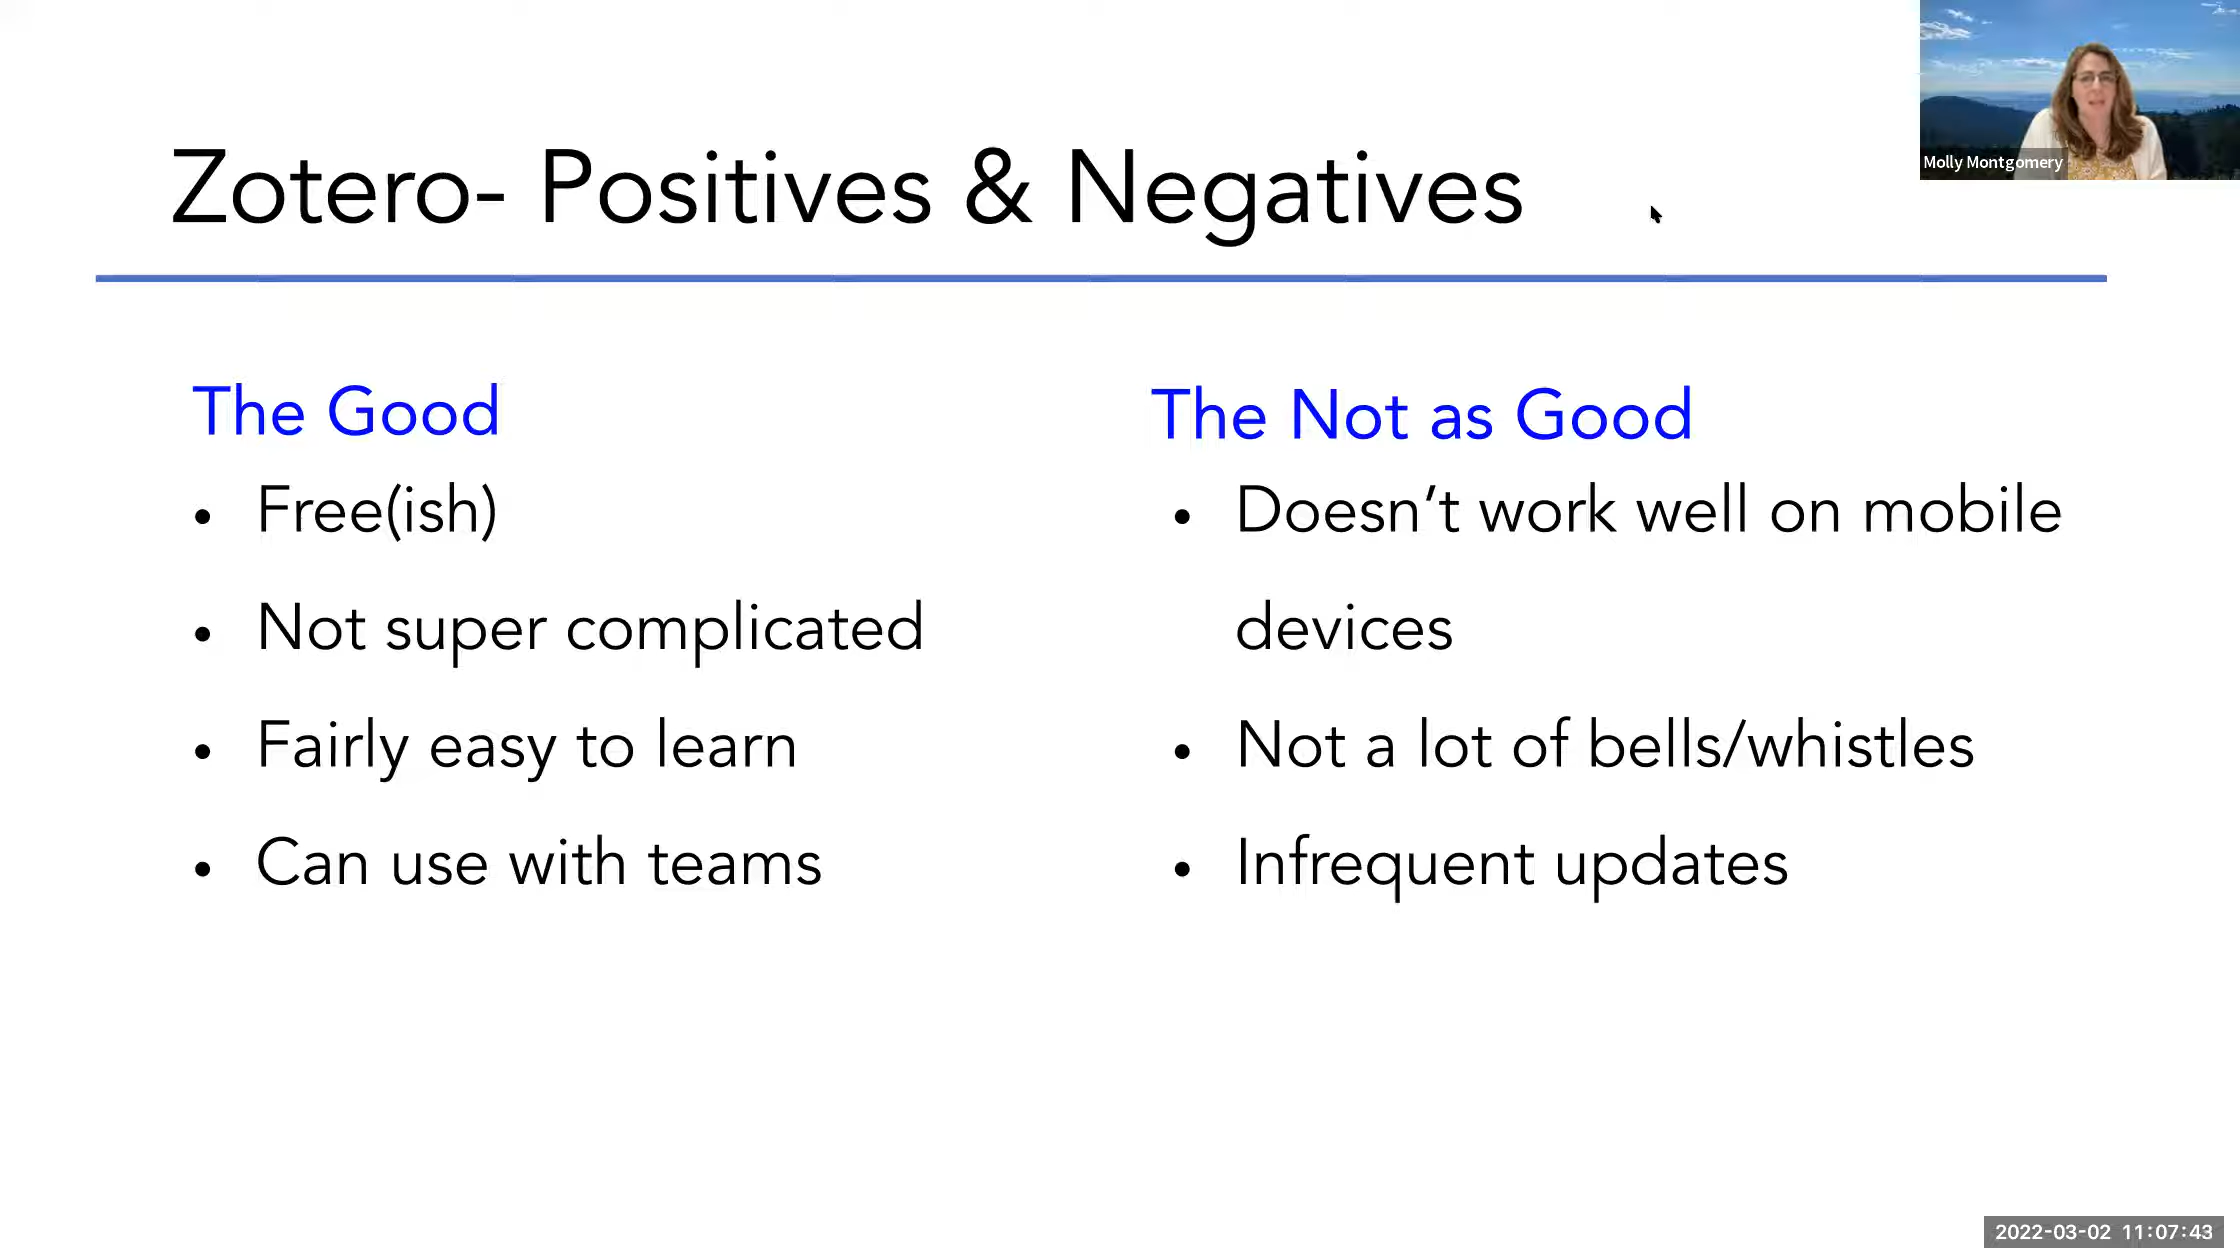 Zotero- Positives & Negatives
Molly Montgomery
The Good
• Free(ish)
• Not super complicated
• Fairly easy to learn
• Can use with teams
The Not as Good
• Doesn’t work well on mobile
devices
• Not a lot of bells/whistles
• Infrequent updates
2022-03-02 11:07:43